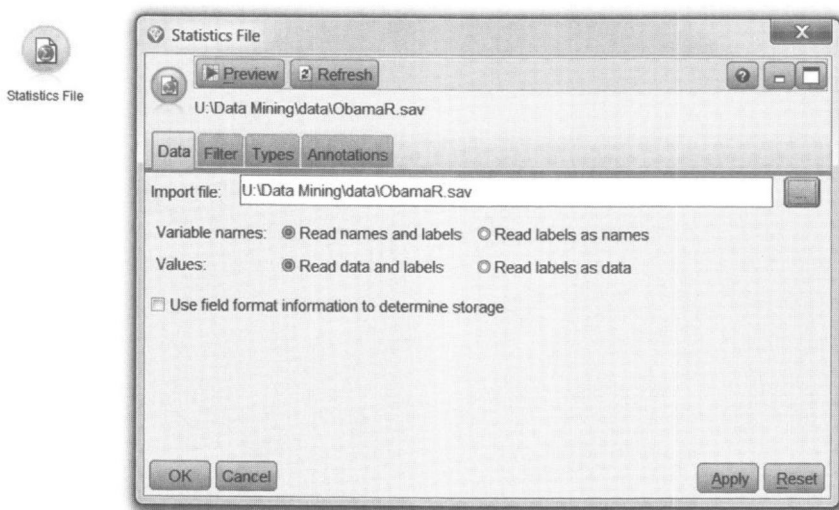 Statistics File
Statistics File
X
Preview
2 Refresh
?
U:\Data Mining\data\ObamaR.sav
Data Filter Types Annotations
Import file: U:\Data Mining\data\ObamaR.sav ...
Variable names: Read names and labels Read labels as names
Values: Read data and labels Read labels as data
Use field format information to determine storage
OK Cancel Apply Reset